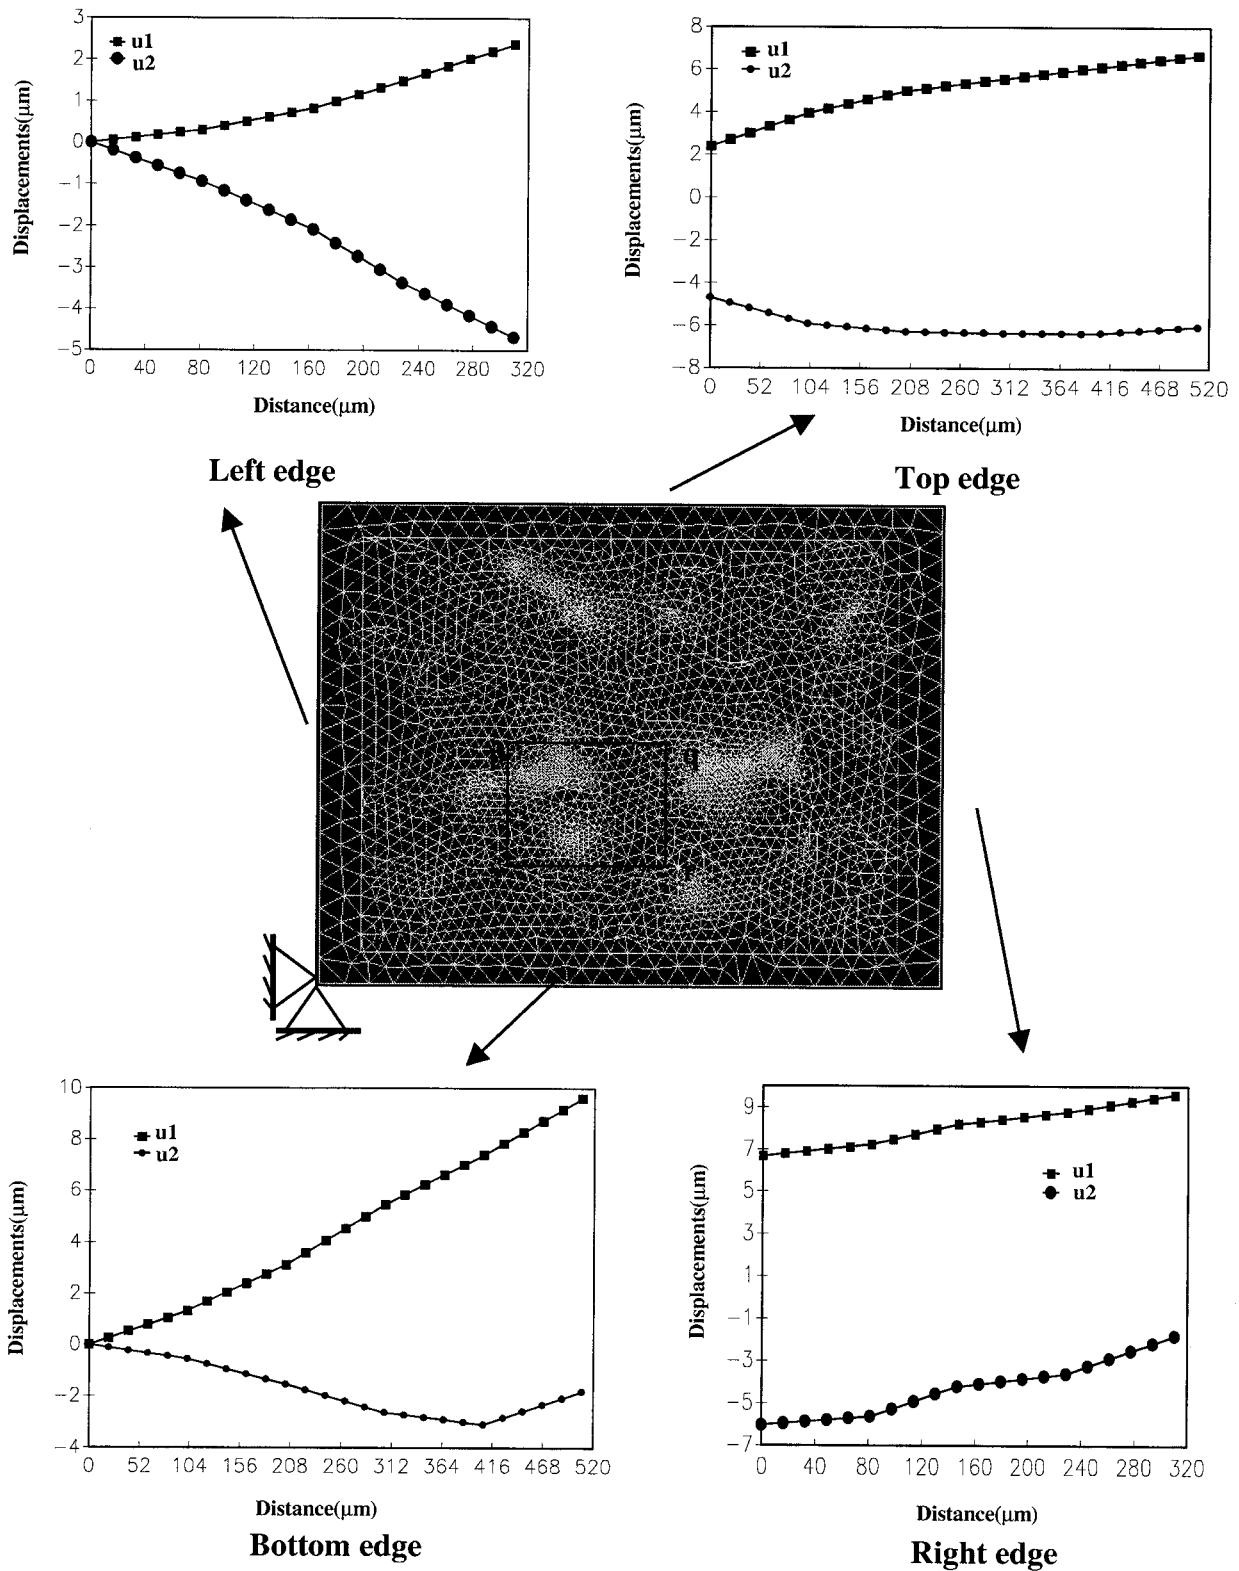 3
2
1
0
−1
−2
−3
−4
−5
u1
u2
Displacements(μm)
0 40 80 120 160 200 240 280 320
Distance(μm)
Left edge
8
6
4
2
0
−2
−4
−6
−8
u1
u2
Displacements(μm)
0 52 104 156 208 260 312 364 416 468 520
Distance(μm)
Top edge
q
10
8
6
4
2
0
−2
−4
u1
u2
Displacements(μm)
0 52 104 156 208 260 312 364 416 468 520
Distance(μm)
Bottom edge
9
7
5
3
1
−1
−3
−5
−7
u1
u2
Displacements(μm)
0 40 80 120 160 200 240 280 320
Distance(μm)
Right edge